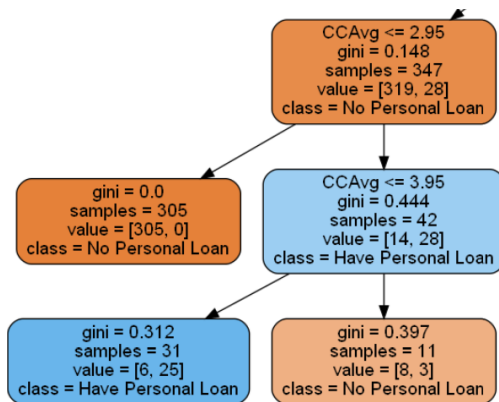 CCAvg <= 2.95
gini = 0.148
samples = 347
value = [319, 28]
class = No Personal Loan
gini = 0.0
samples = 305
value = [305, 0]
class = No Personal Loan
CCAvg <= 3.95
gini = 0.444
samples = 42
value = [14, 28]
class = Have Personal Loan
gini = 0.312
samples = 31
value = [6, 25]
class = Have Personal Loan
gini = 0.397
samples = 11
value = [8, 3]
class = No Personal Loan